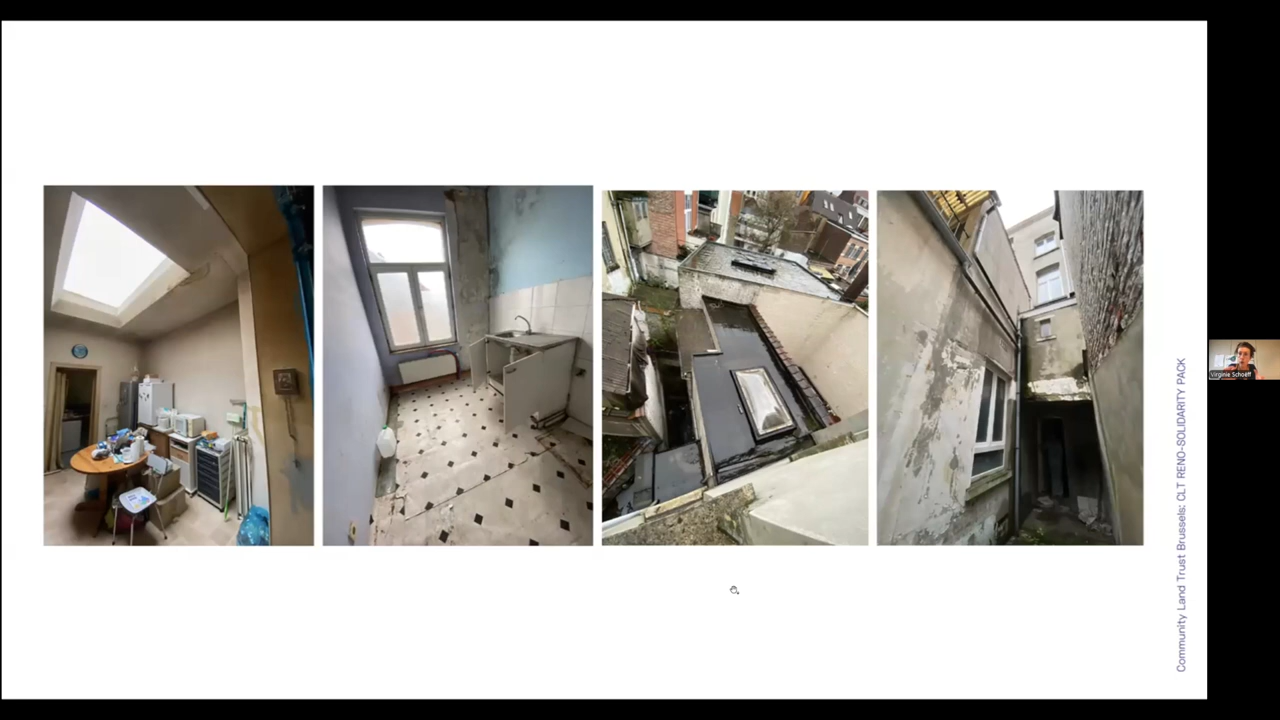 Community Land Trust Brussels: CLT RENO-SOLIDARITY PACK
Virginie Schoeff